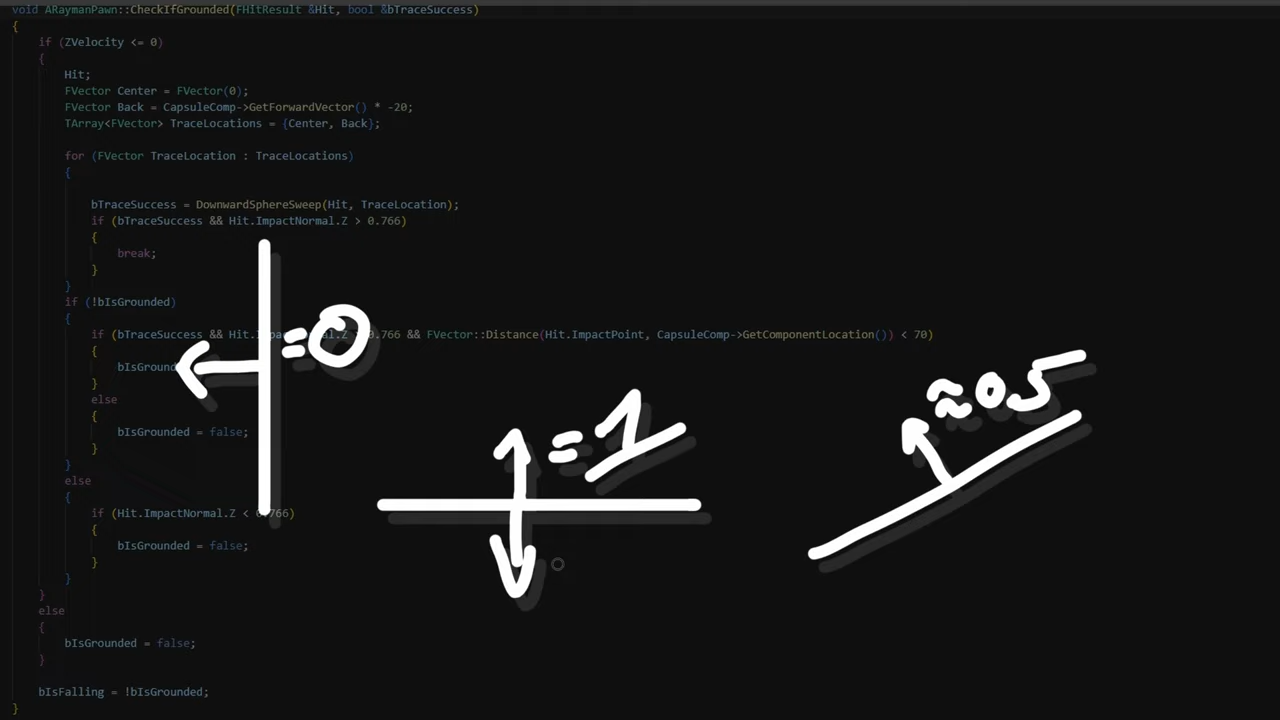 void ARaymanPawn::CheckIfGrounded(FHitResult &Hit, bool &bTraceSuccess)
{
if (ZVelocity <= 0)
{
Hit;
FVector Center = FVector(0);
FVector Back = CapsuleComp->GetForwardVector() * -20;
TArray<FVector> TraceLocations = {Center, Back};
for (FVector TraceLocation : TraceLocations)
{
bTraceSuccess = DownwardSphereSweep(Hit, TraceLocation);
if (bTraceSuccess && Hit.ImpactNormal.Z > 0.766)
{
break;
}
}
if (!bIsGrounded)
{
if (bTraceSuccess && .766 && FVector::Distance(Hit.ImpactPoint, CapsuleComp->GetComponentLocation()) < 70)
=0
{
}
else
{
bIsGrounded = false;
}
}
else
{
if (Hit.ImpactNormal.Z < 766)
{
bIsGrounded = false;
}
}
}
else
{
bIsGrounded = false;
}
bIsFalling = !bIsGrounded;
}
=1
≈0.5